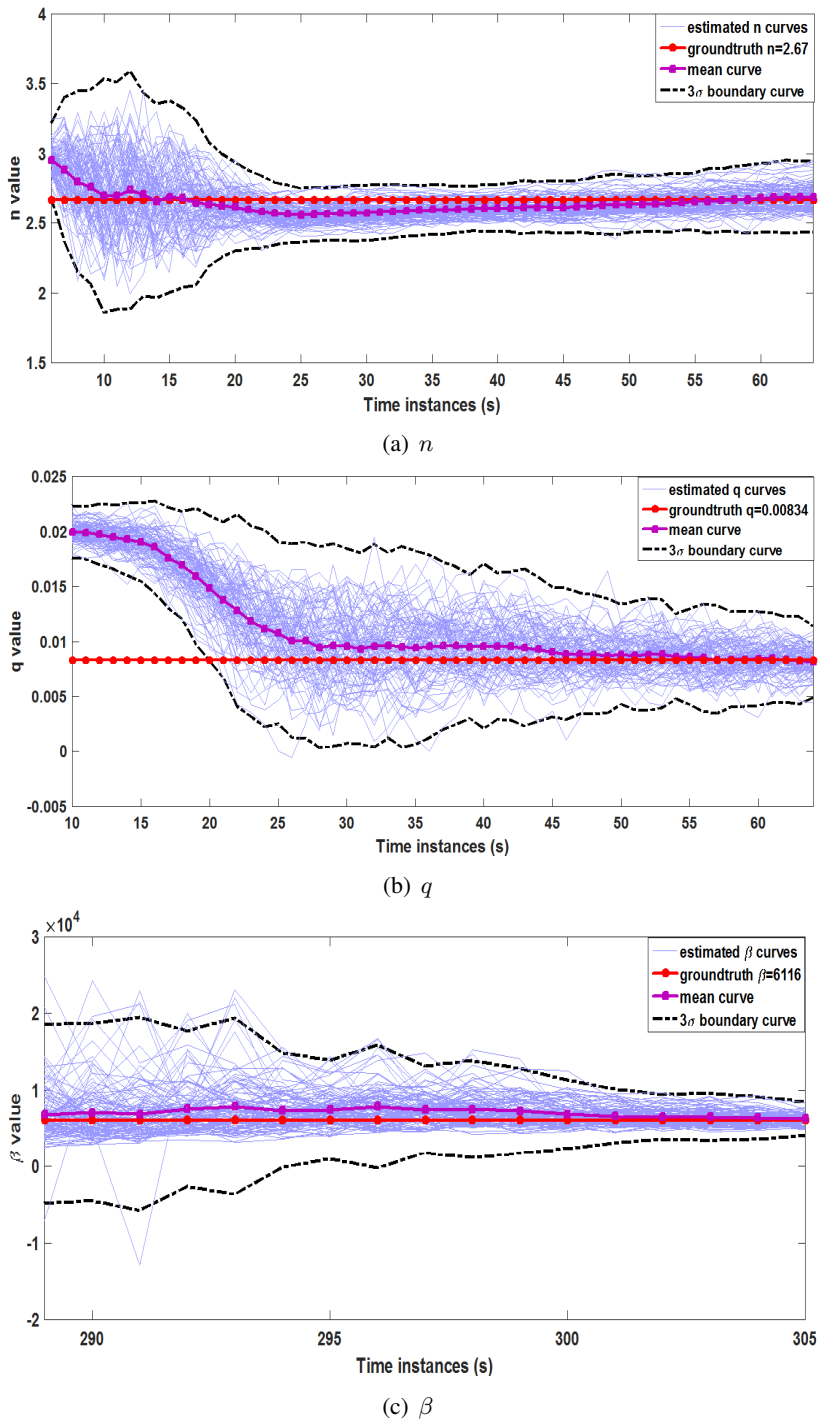 4
3.5
3
2.5
2
1.5
n value
estimated n curves
groundtruth n=2.67
mean curve
3σ boundary curve
10 15 20 25 30 35 40 45 50 55 60
Time instances (s)
(a) n
0.025
0.02
0.015
0.01
0.005
0
-0.005
q value
estimated q curves
groundtruth q=0.00834
mean curve
3σ boundary curve
10 15 20 25 30 35 40 45 50 55 60
Time instances (s)
(b) q
×10⁴
3
2
1
0
-1
-2
β value
estimated β curves
groundtruth β=6116
mean curve
3σ boundary curve
290 295 300 305
Time instances (s)
(c) β